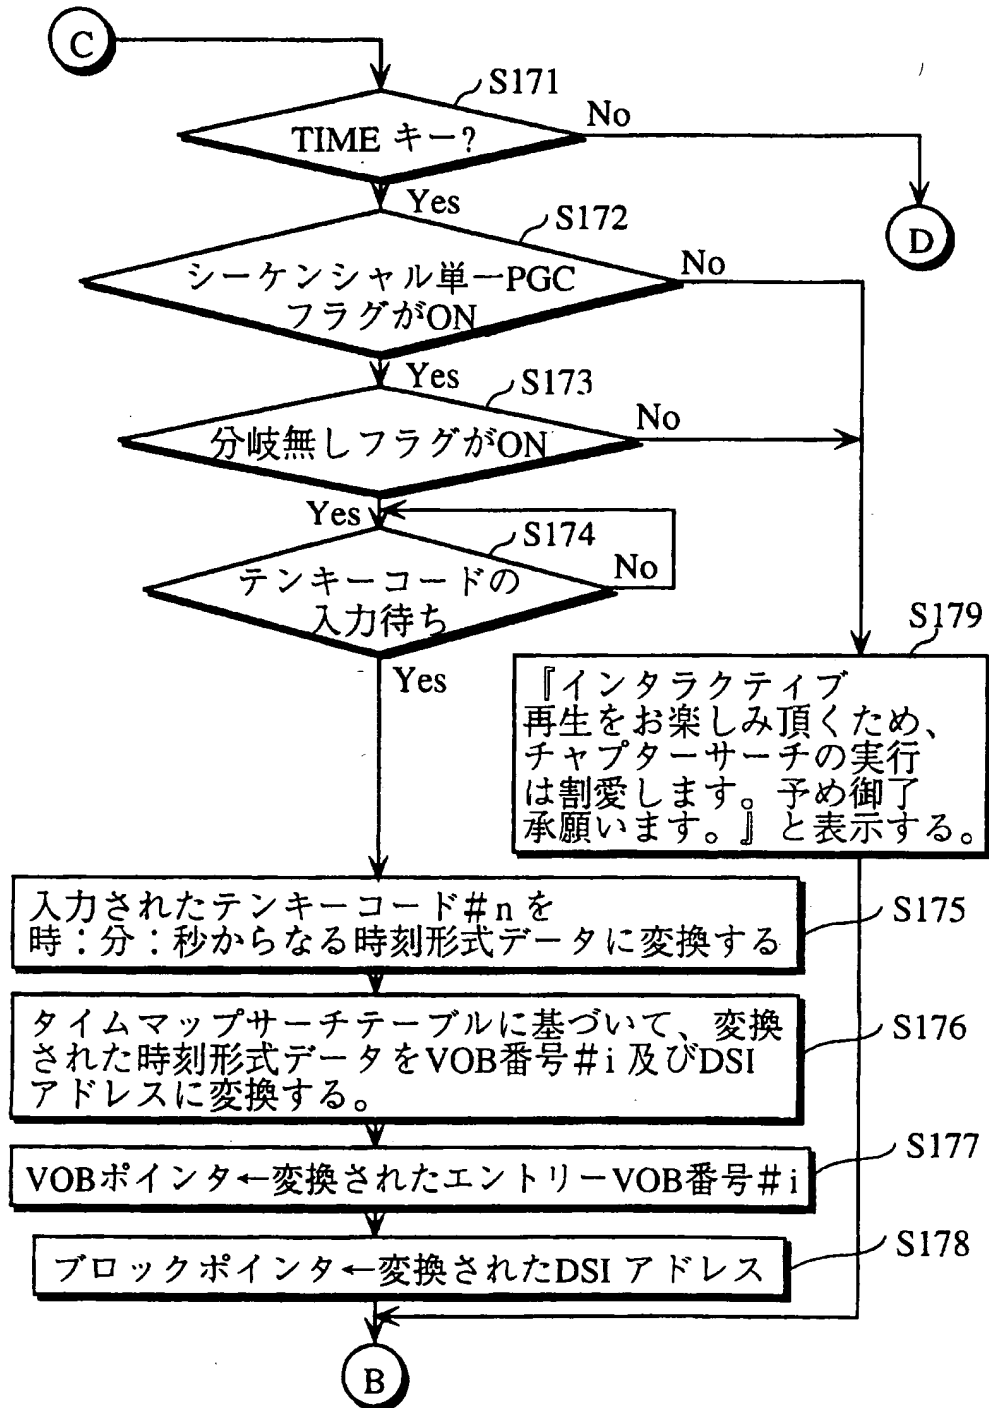 C
S171
TIME キー?
No
Yes
D
S172
シーケンシャル単一PGC
フラグがON
No
Yes
S173
分岐無しフラグがON
No
Yes
S174
テンキーコードの
入力待ち
No
Yes
S179
『インタラクティブ
再生をお楽しみ頂くため、
チャプターサーチの実行
は割愛します。予め御了
承願います。』と表示する。
入力されたテンキーコード#nを
時:分:秒からなる時刻形式データに変換する
S175
タイムマップサーチテーブルに基づいて、変換
された時刻形式データをVOB番号#i 及びDSI
アドレスに変換する。
S176
VOBポインタ←変換されたエントリーVOB番号#i
S177
ブロックポインタ←変換されたDSI アドレス
S178
B